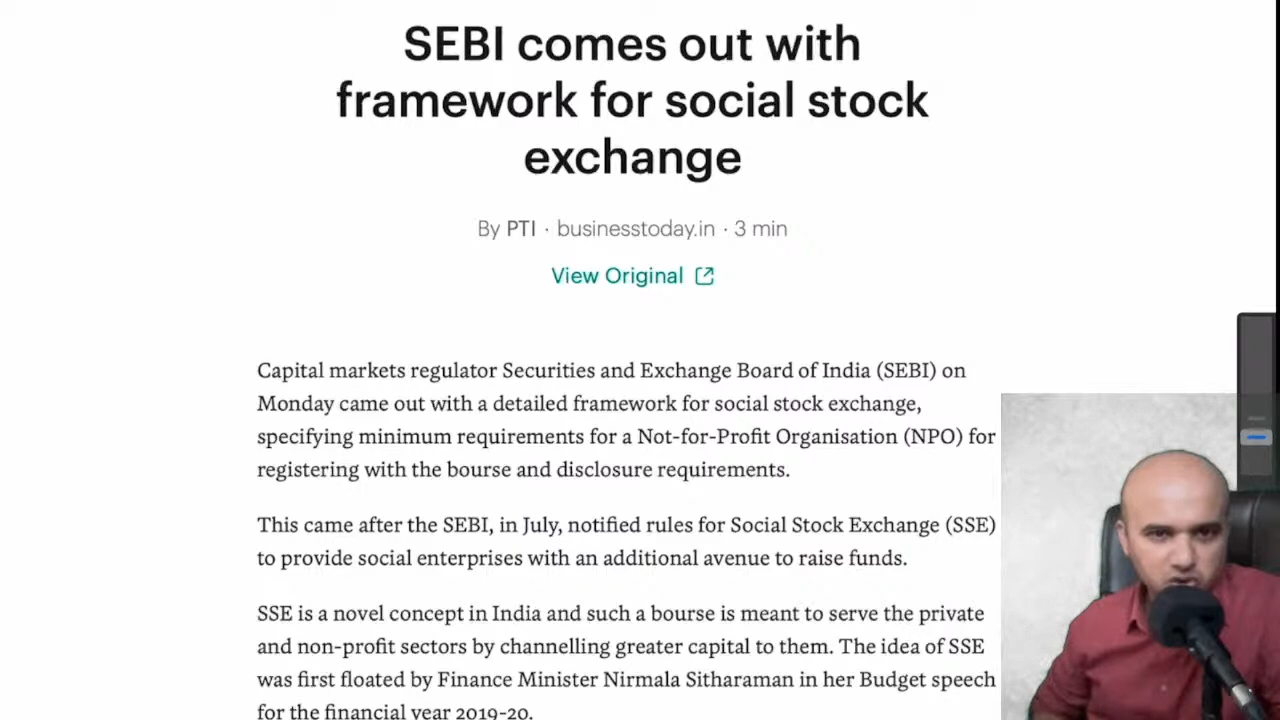 SEBI comes out with
framework for social stock
exchange
By PTI · businesstoday.in · 3 min
View Original
Capital markets regulator Securities and Exchange Board of India (SEBI) on
Monday came out with a detailed framework for social stock exchange,
specifying minimum requirements for a Not-for-Profit Organisation (NPO) for
registering with the bourse and disclosure requirements.
This came after the SEBI, in July, notified rules for Social Stock Exchange (SSE)
to provide social enterprises with an additional avenue to raise funds.
SSE is a novel concept in India and such a bourse is meant to serve the private
and non-profit sectors by channelling greater capital to them. The idea of SSE
was first floated by Finance Minister Nirmala Sitharaman in her Budget speech
for the financial year 2019-20.